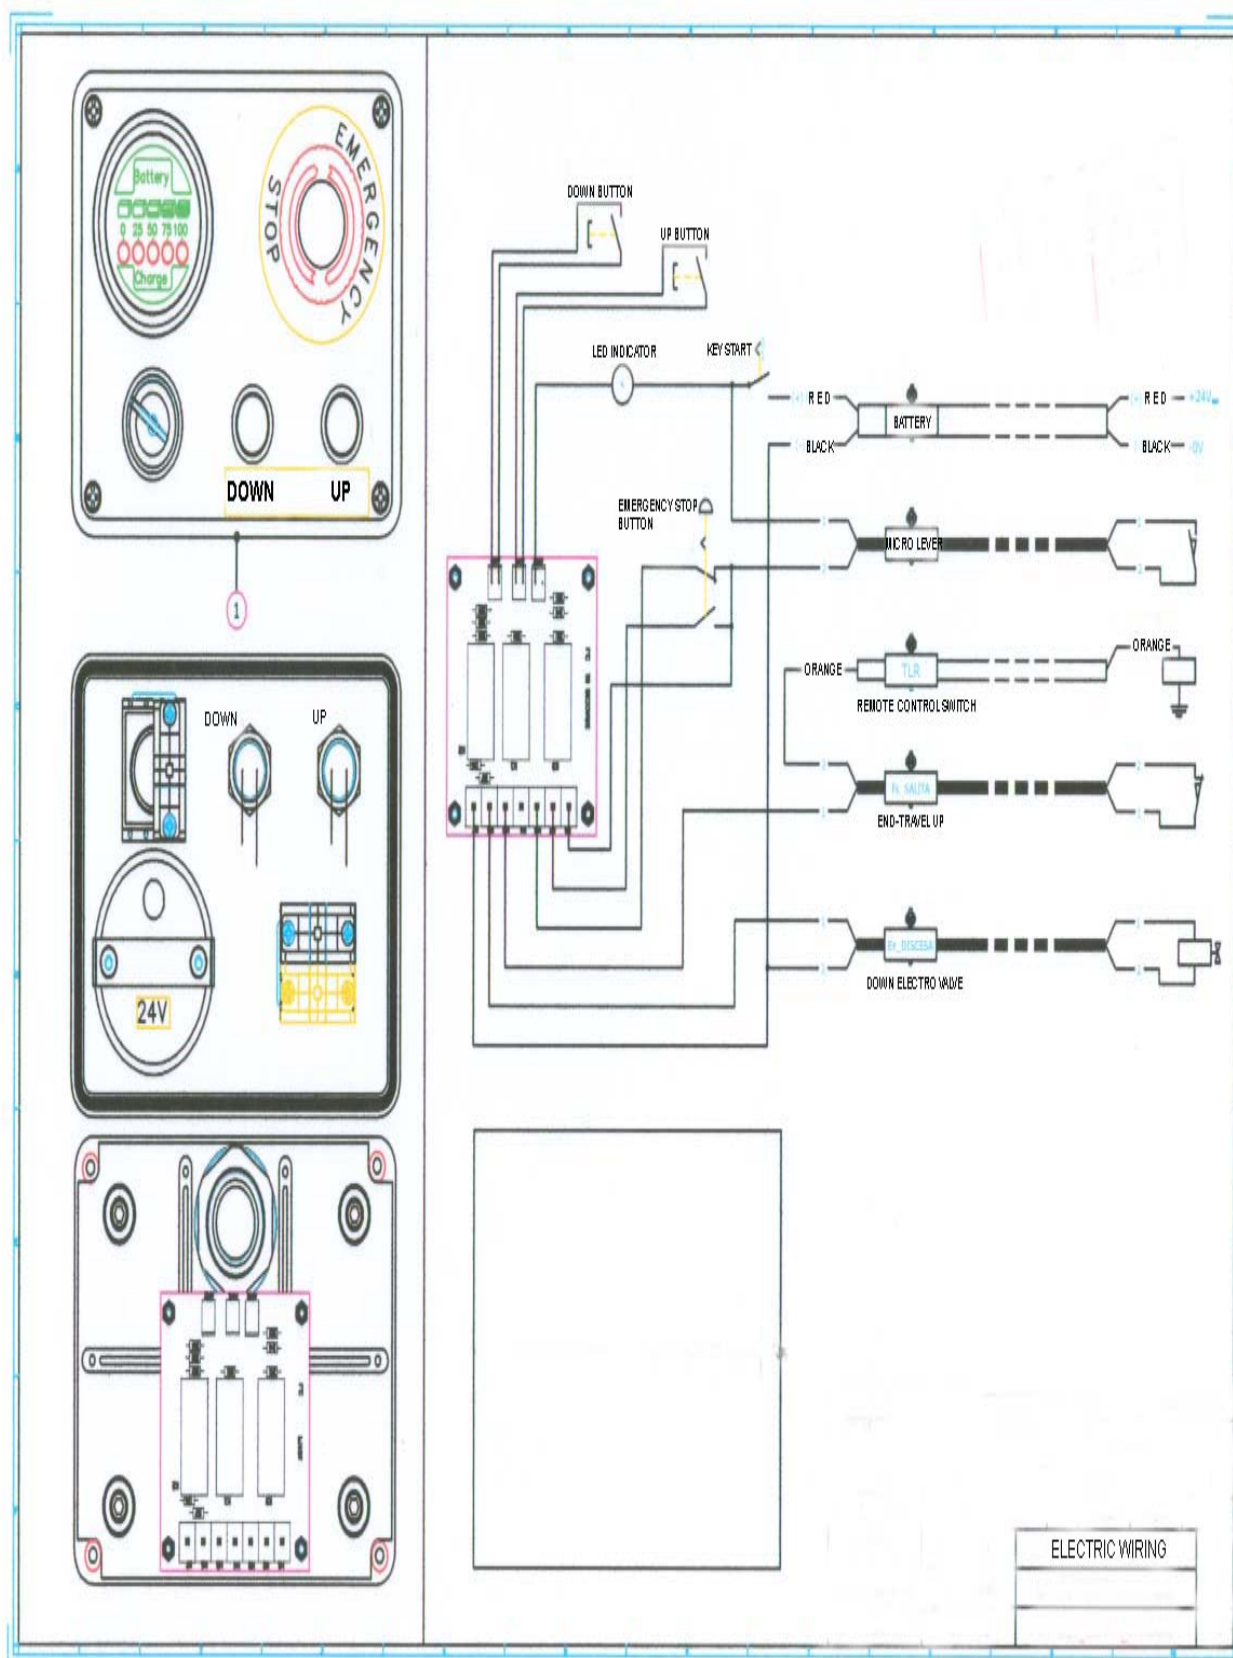 EMERGENCY
STOP
Battery
0 25 50 75 100
Charge
DOWN UP
1
DOWN
UP
24V
DOWN BUTTON
UP BUTTON
LED INDICATOR
KEY START
RED
BATTERY
RED
+24V
BLACK
BLACK
-0V
EMERGENCY STOP
BUTTON
MICRO LEVER
ORANGE
TLR
ORANGE
REMOTE CONTROL SWITCH
Fc SALITA
END-TRAVEL UP
EV_DISCESA
DOWN ELECTRO VALVE
ELECTRIC WIRING